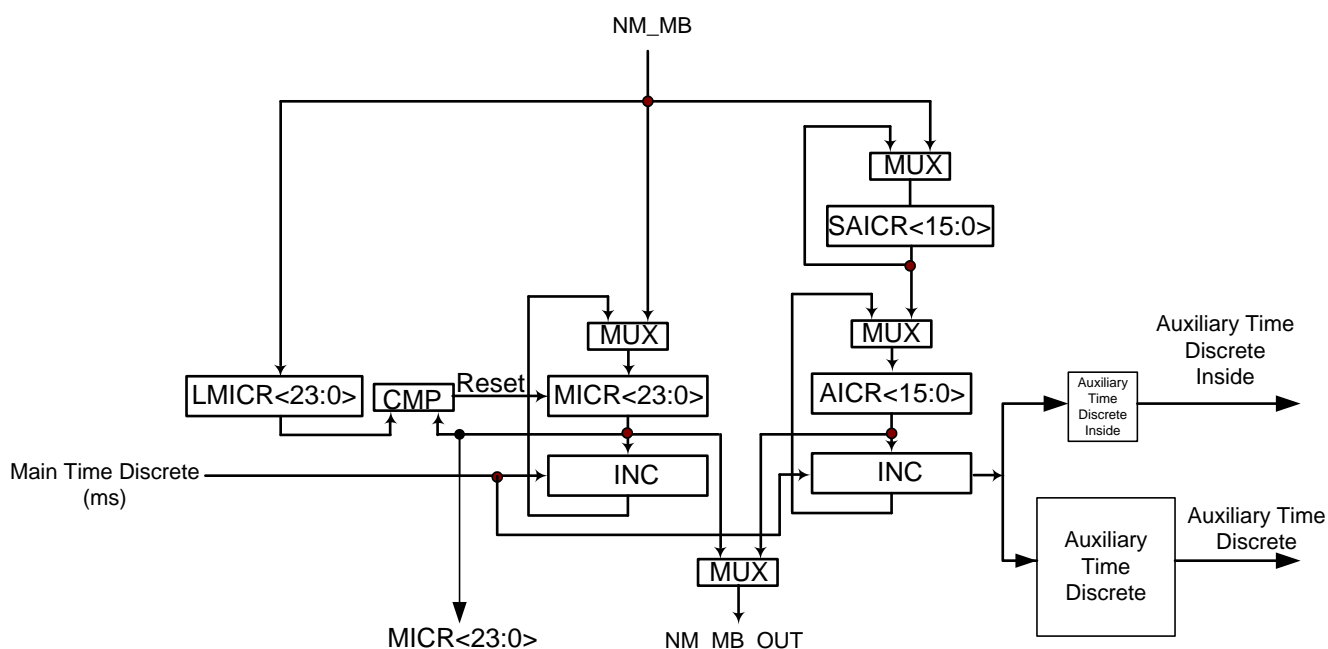 NM_MB
MUX
SAICR<15:0>
MUX
MUX
Auxiliary Time
Discrete
Inside
LMICR<23:0>
CMP
Reset
MICR<23:0>
AICR<15:0>
Auxiliary
Time
Discrete
Inside
Main Time Discrete
(ms)
INC
INC
Auxiliary Time
Discrete
Auxiliary
Time
Discrete
MUX
MICR<23:0>
NM_MB_OUT